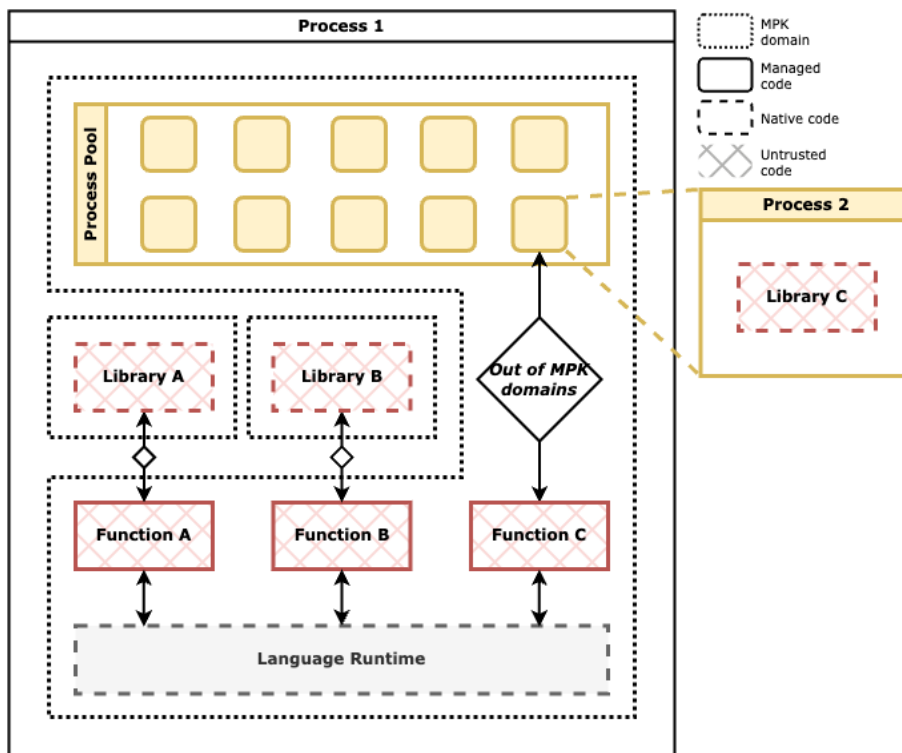 Process 1
MPK
domain
Managed
code
Native code
Untrusted
code
Process Pool
Process 2
Library C
Library A
Library B
Out of MPK
domains
Function A
Function B
Function C
Language Runtime